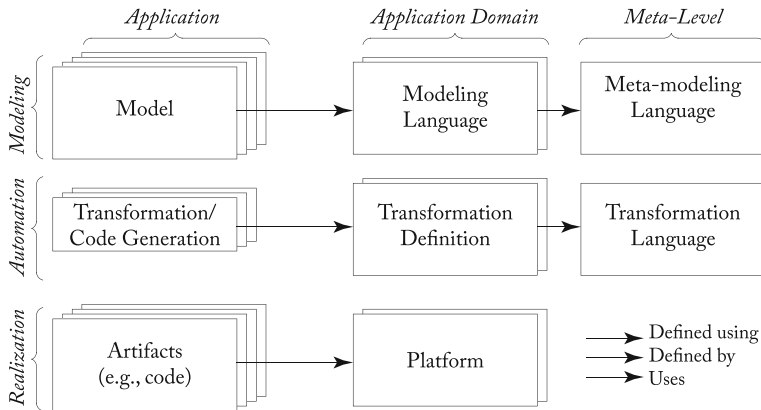 Application
Application Domain
Meta-Level
Modeling
Model
Modeling
Language
Meta-modeling
Language
Automation
Transformation/
Code Generation
Transformation
Definition
Transformation
Language
Realization
Artifacts
(e.g., code)
Platform
Defined using
Defined by
Uses